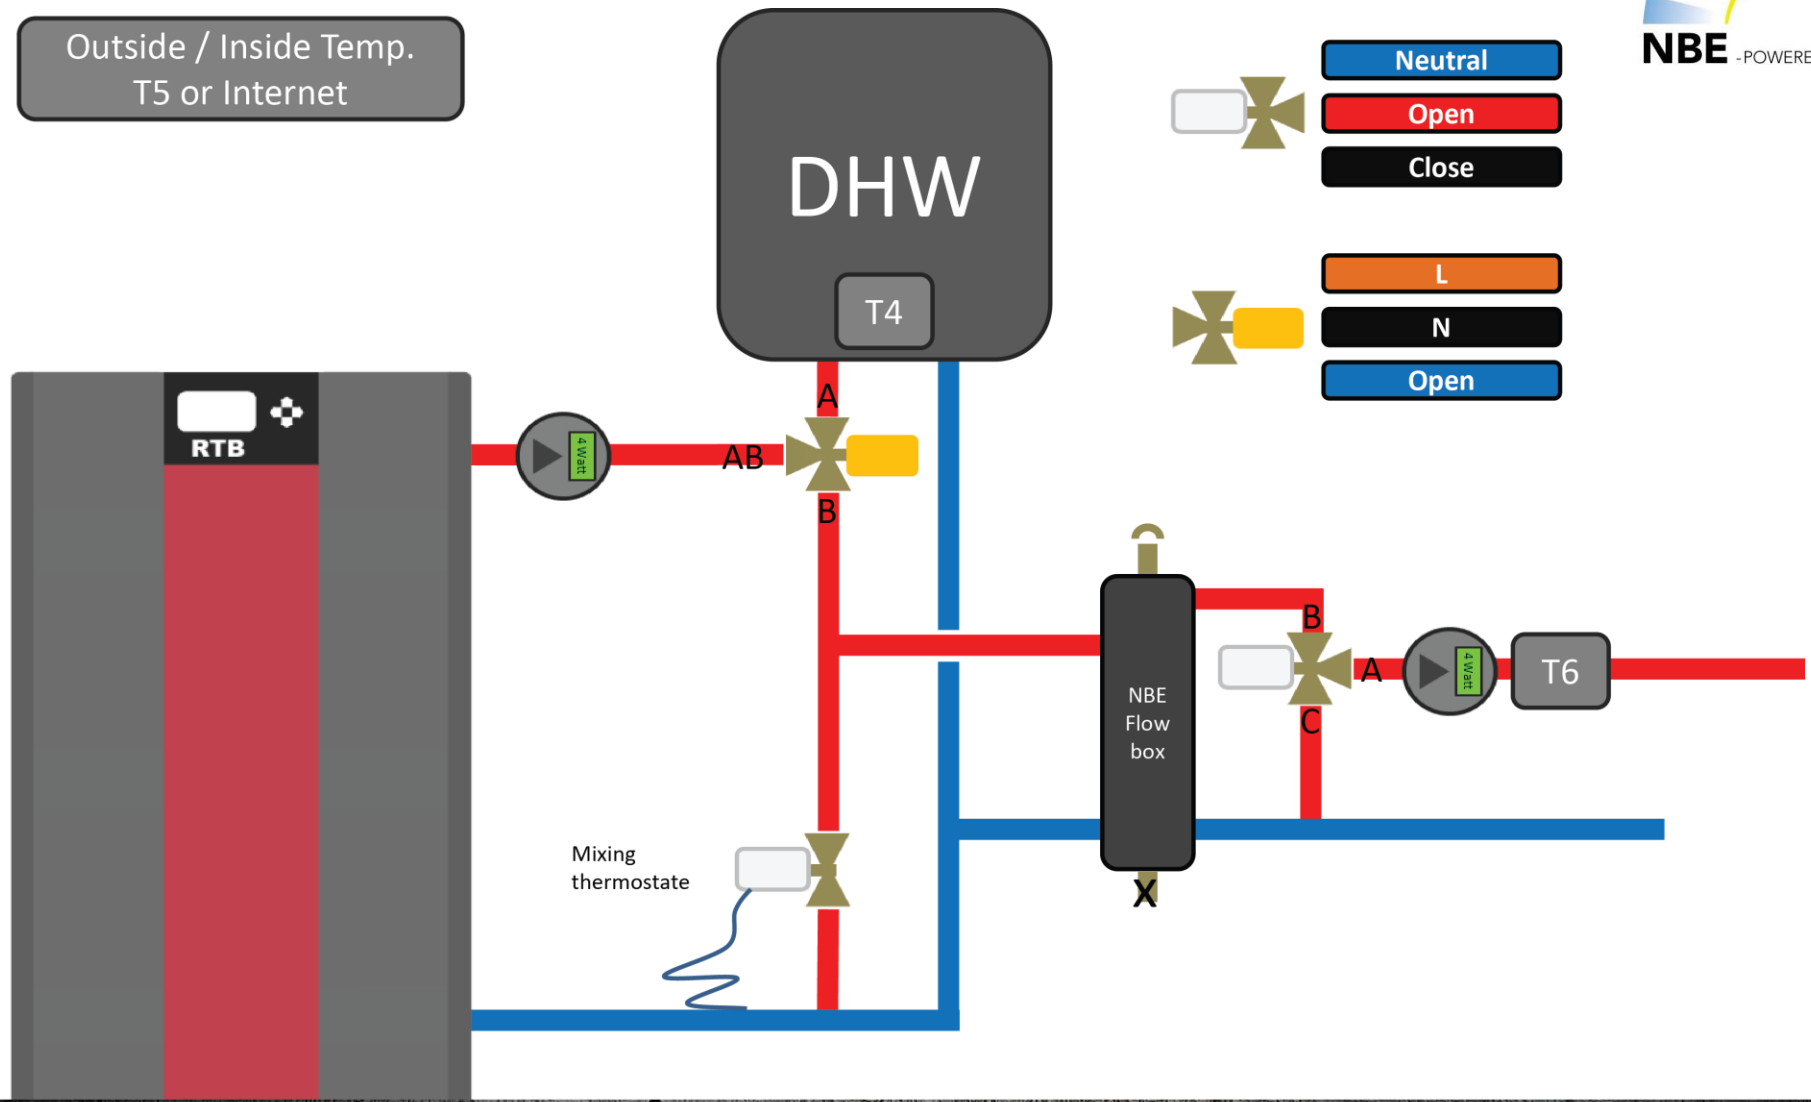 Outside / Inside Temp.
T5 or Internet
DHW
T4
Neutral
Open
Close
NBE -POWERE
L
N
Open
RTB
4 Watt
A
AB
B
B
A
C
4 Watt
T6
NBE
Flow
box
X
Mixing
thermostate